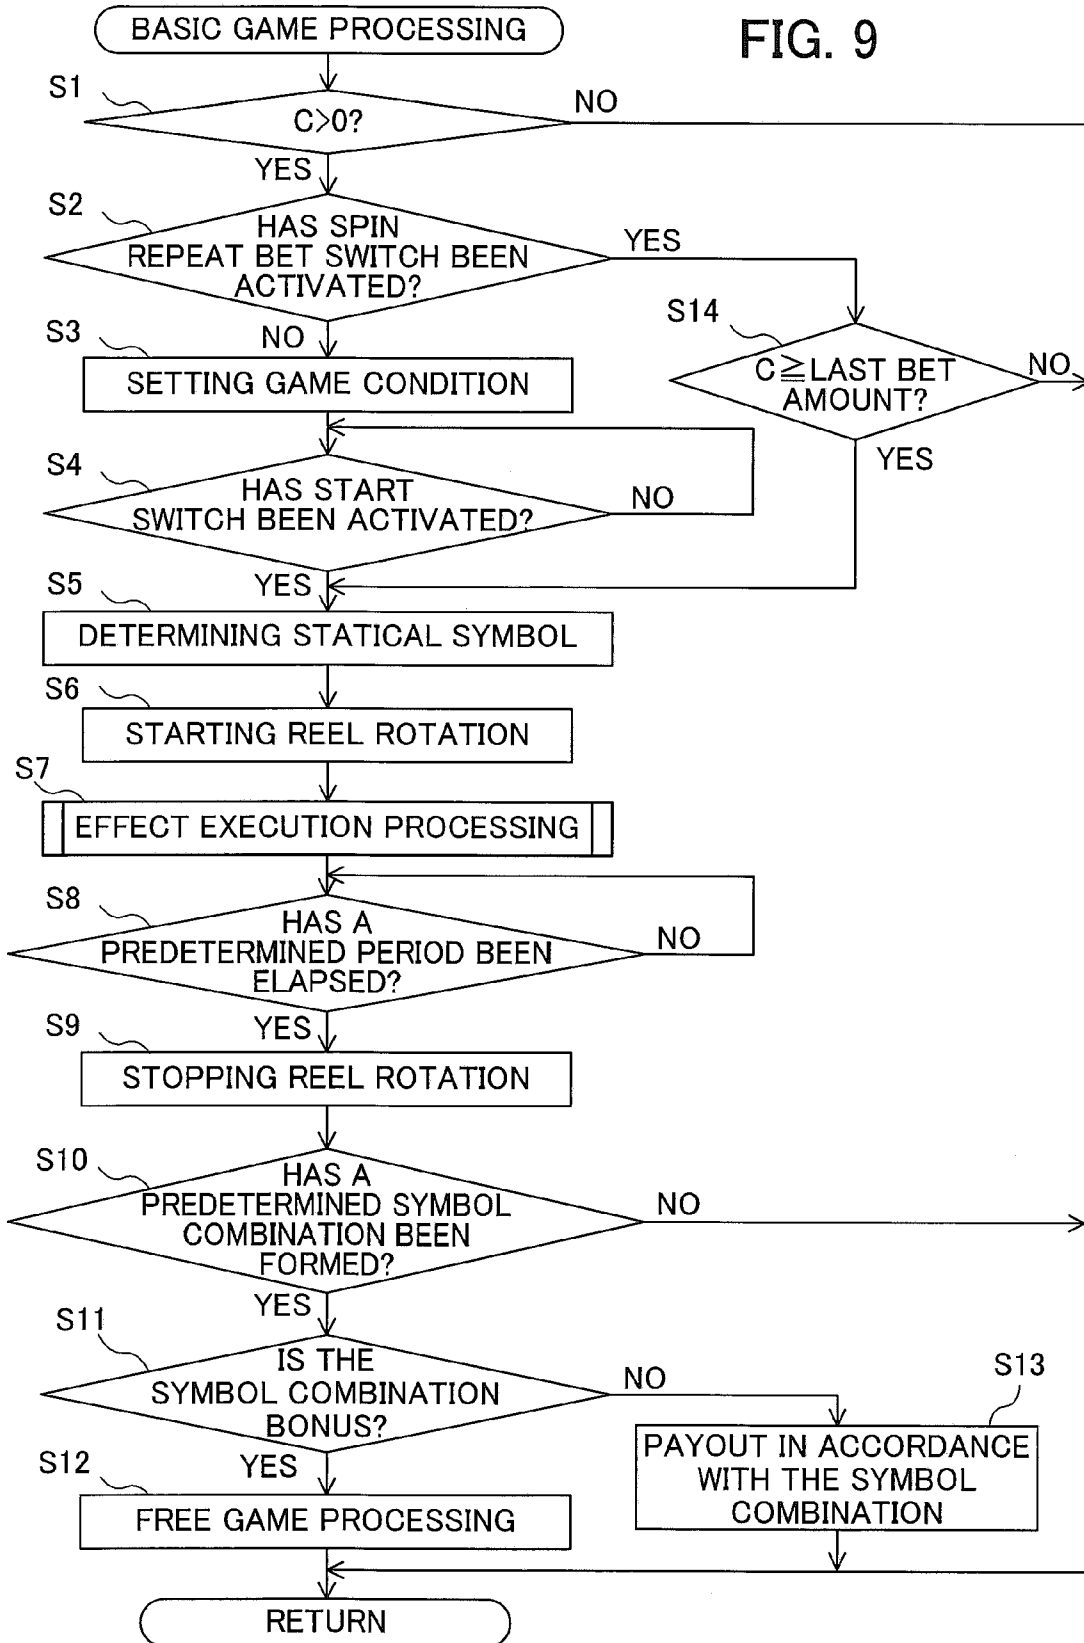 BASIC GAME PROCESSING
FIG. 9
S1
C>0?
NO
YES
S2
HAS SPIN
REPEAT BET SWITCH BEEN
ACTIVATED?
YES
NO
S14
C≧LAST BET
AMOUNT?
NO
YES
S3
SETTING GAME CONDITION
S4
HAS START
SWITCH BEEN ACTIVATED?
NO
YES
S5
DETERMINING STATICAL SYMBOL
S6
STARTING REEL ROTATION
S7
EFFECT EXECUTION PROCESSING
S8
HAS A
PREDETERMINED PERIOD BEEN
ELAPSED?
NO
YES
S9
STOPPING REEL ROTATION
S10
HAS A
PREDETERMINED SYMBOL
COMBINATION BEEN
FORMED?
NO
YES
S11
IS THE
SYMBOL COMBINATION
BONUS?
NO
YES
S13
PAYOUT IN ACCORDANCE
WITH THE SYMBOL
COMBINATION
S12
FREE GAME PROCESSING
RETURN